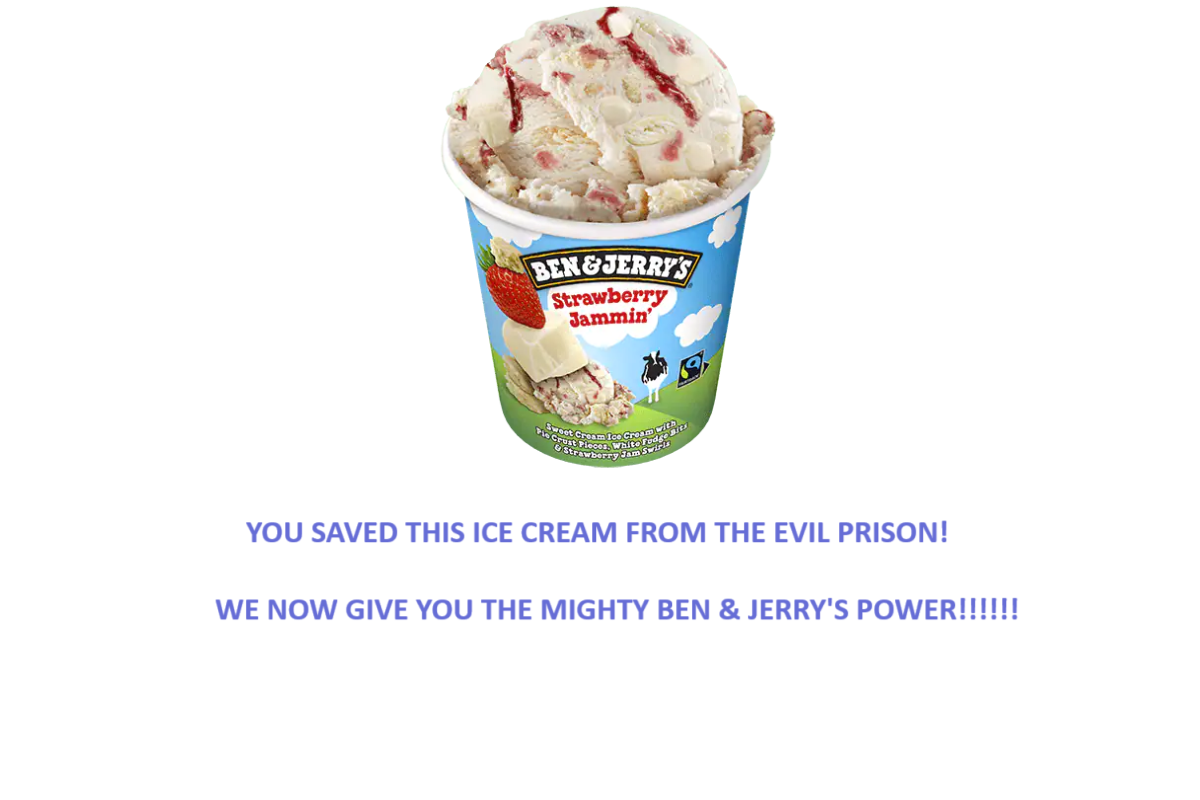 BEN & JERRY'S
Strawberry
Jammin'
Sweet Cream Ice Cream with
Pie Crust Pieces, White Fudge Bits
& Strawberry Jam Swirls
YOU SAVED THIS ICE CREAM FROM THE EVIL PRISON!
WE NOW GIVE YOU THE MIGHTY BEN & JERRY'S POWER!!!!!!